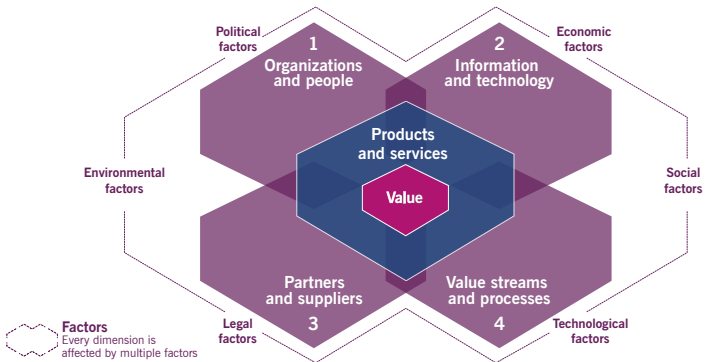 Political
factors
Economic
factors
1
Organizations
and people
2
Information
and technology
Products
and services
Environmental
factors
Value
Social
factors
Partners
and suppliers
3
Value streams
and processes
4
Legal
factors
Technological
factors
Factors
Every dimension is
affected by multiple factors